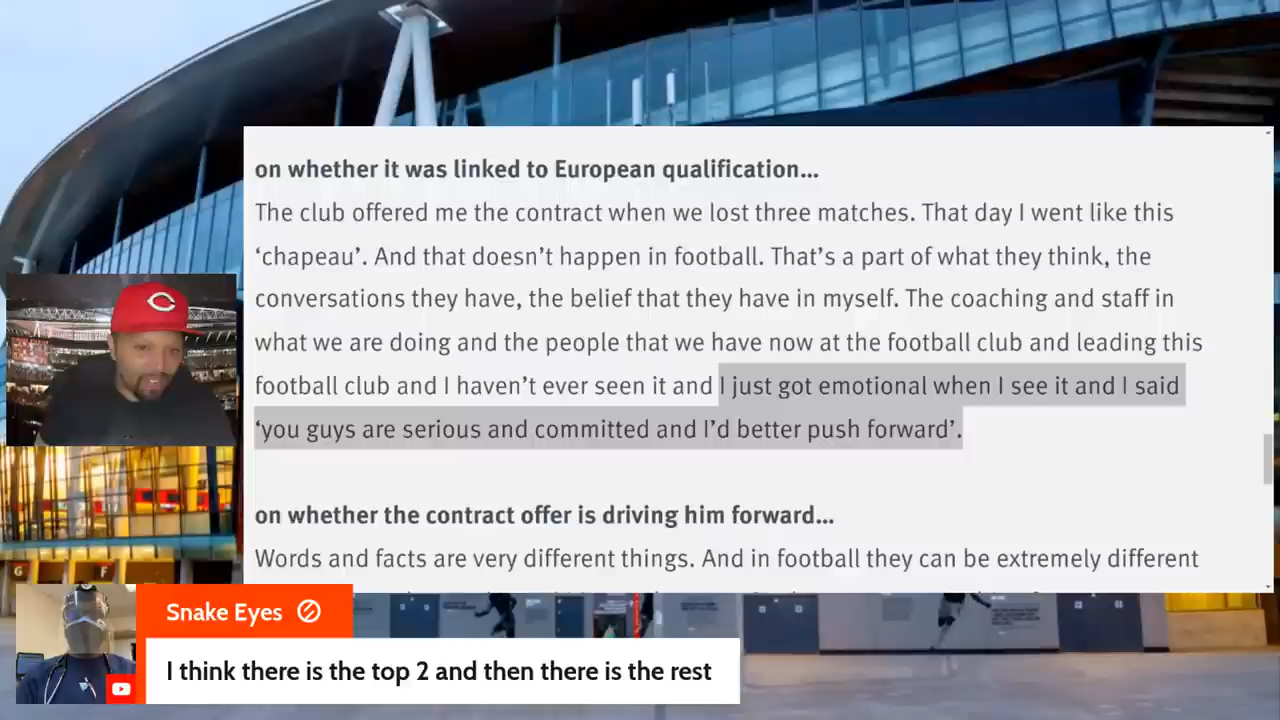 on whether it was linked to European qualification...
The club offered me the contract when we lost three matches. That day I went like this
‘chapeau’. And that doesn’t happen in football. That’s a part of what they think, the
conversations they have, the belief that they have in myself. The coaching and staff in
what we are doing and the people that we have now at the football club and leading this
football club and I haven’t ever seen it and I just got emotional when I see it and I said
‘you guys are serious and committed and I’d better push forward’.
on whether the contract offer is driving him forward...
Words and facts are very different things. And in football they can be extremely different
G F
Snake Eyes
I think there is the top 2 and then there is the rest